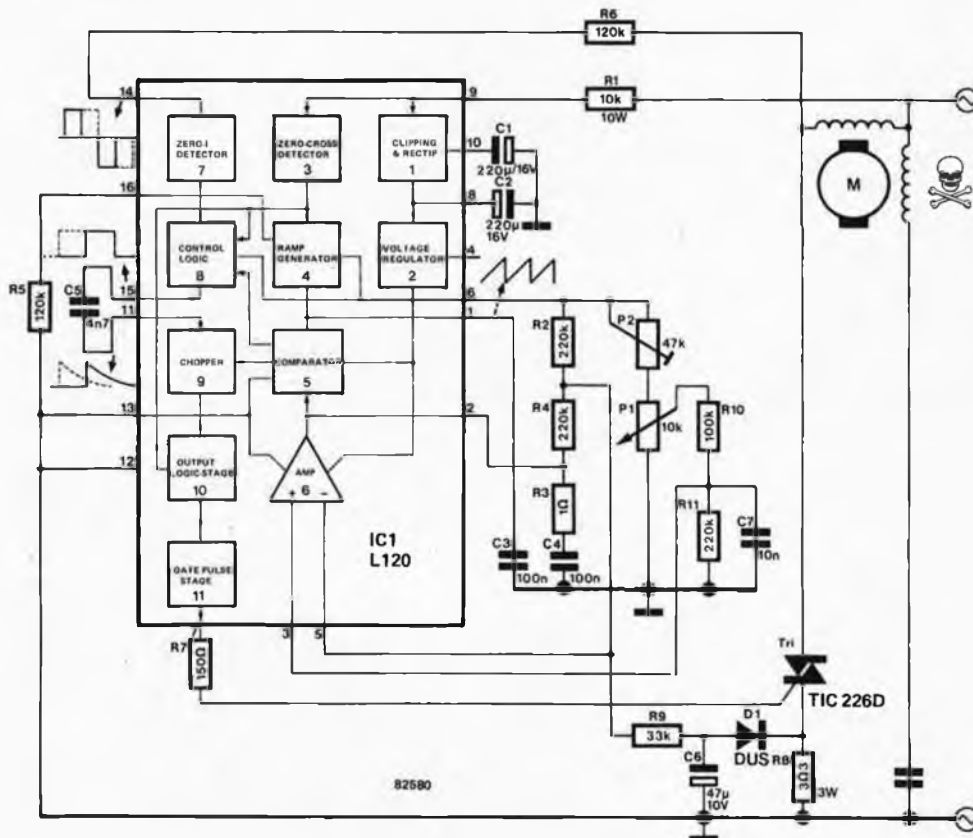 R6
120k
14
9
R1
10k
10W
ZERO-I
DETECTOR
7
ZERO-CROSS
DETECTOR
3
CLIPPING
& RECTIF
1
10
C1
220µ/16V
16
8
C2
220µ
16V
M
CONTROL
LOGIC
8
RAMP
GENERATOR
4
VOLTAGE
REGULATOR
2
4
R5
120k
C5
4n7
15
11
6
1
R2
220k
P2
47k
CHOPPER
9
COMPARATOR
5
13
2
R4
220k
P1
10k
R10
100k
12
OUTPUT
LOGIC-STAGE
10
AMP
6
+ −
R3
1Ω
R11
220k
C7
10n
IC1
L120
C3
100n
C4
100n
GATE PULSE
STAGE
11
7
3
5
R7
150Ω
Tri
TIC 226D
R9
33k
D1
DUS
R8
3Ω3
3W
C6
47µ
10V
82580